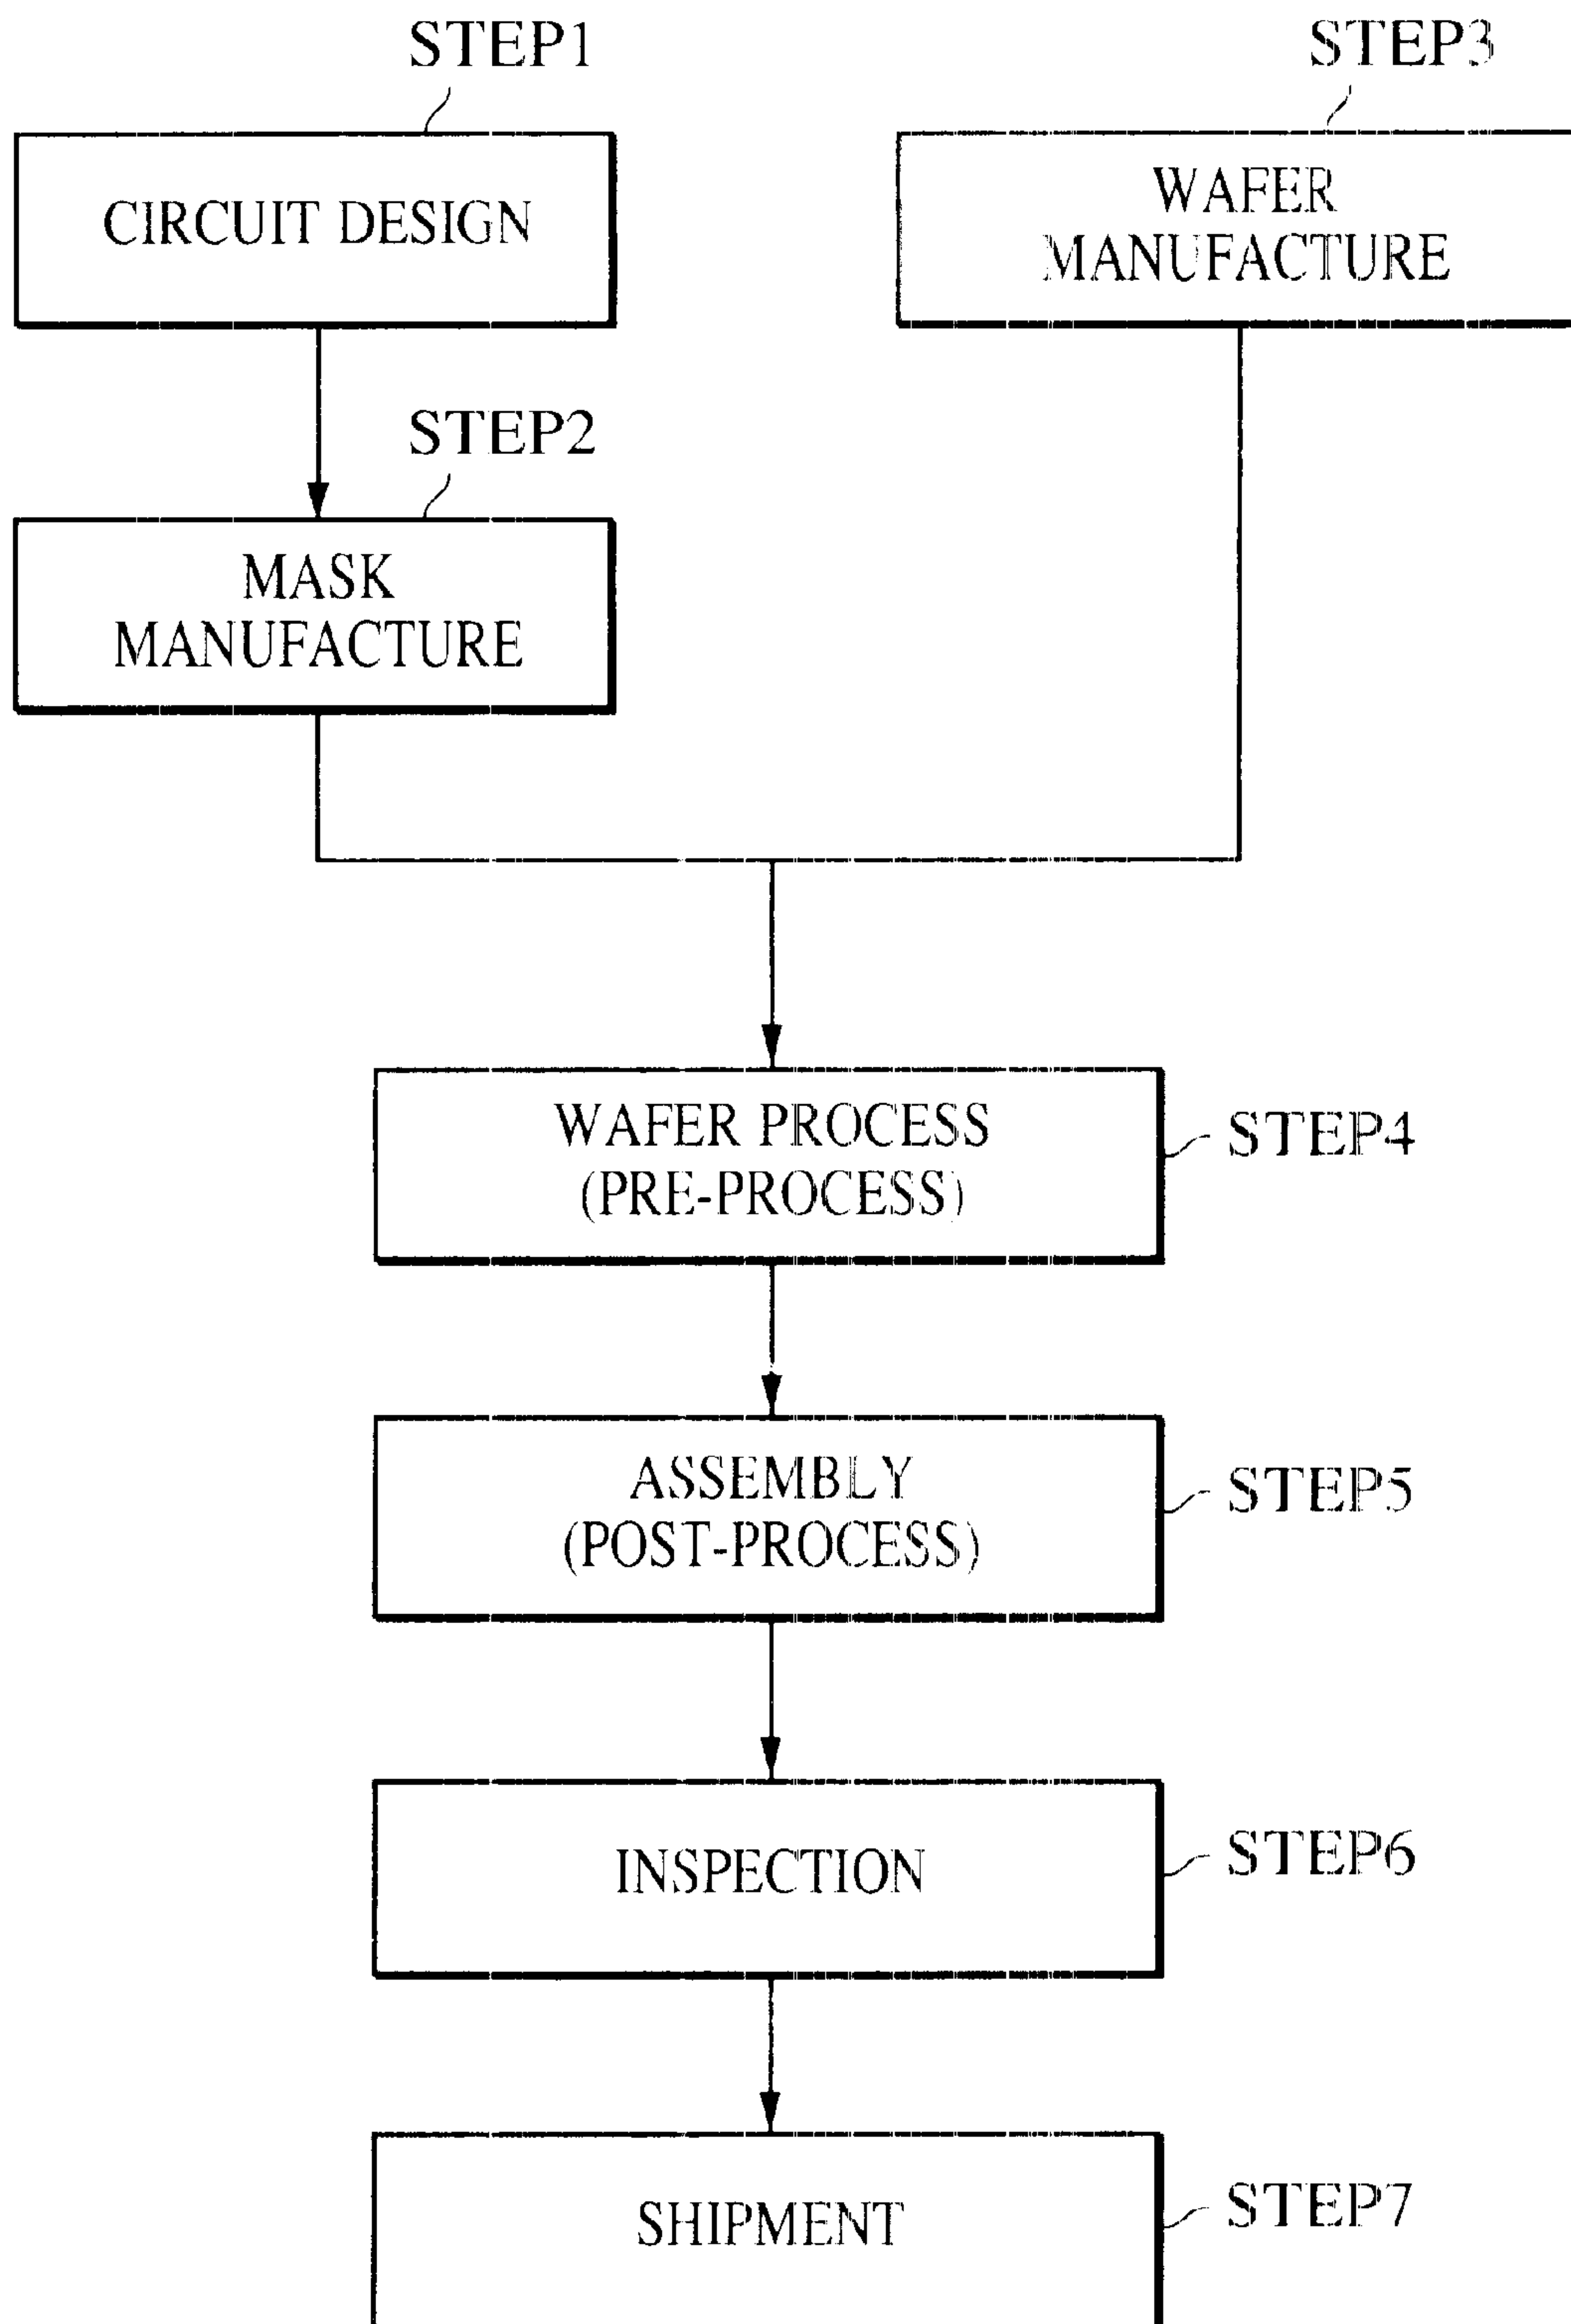 STEP1
CIRCUIT DESIGN
STEP2
MASK
MANUFACTURE
STEP3
WAFER
MANUFACTURE
WAFER PROCESS
(PRE-PROCESS)
STEP4
ASSEMBLY
(POST-PROCESS)
STEP5
INSPECTION
STEP6
SHIPMENT
STEP7